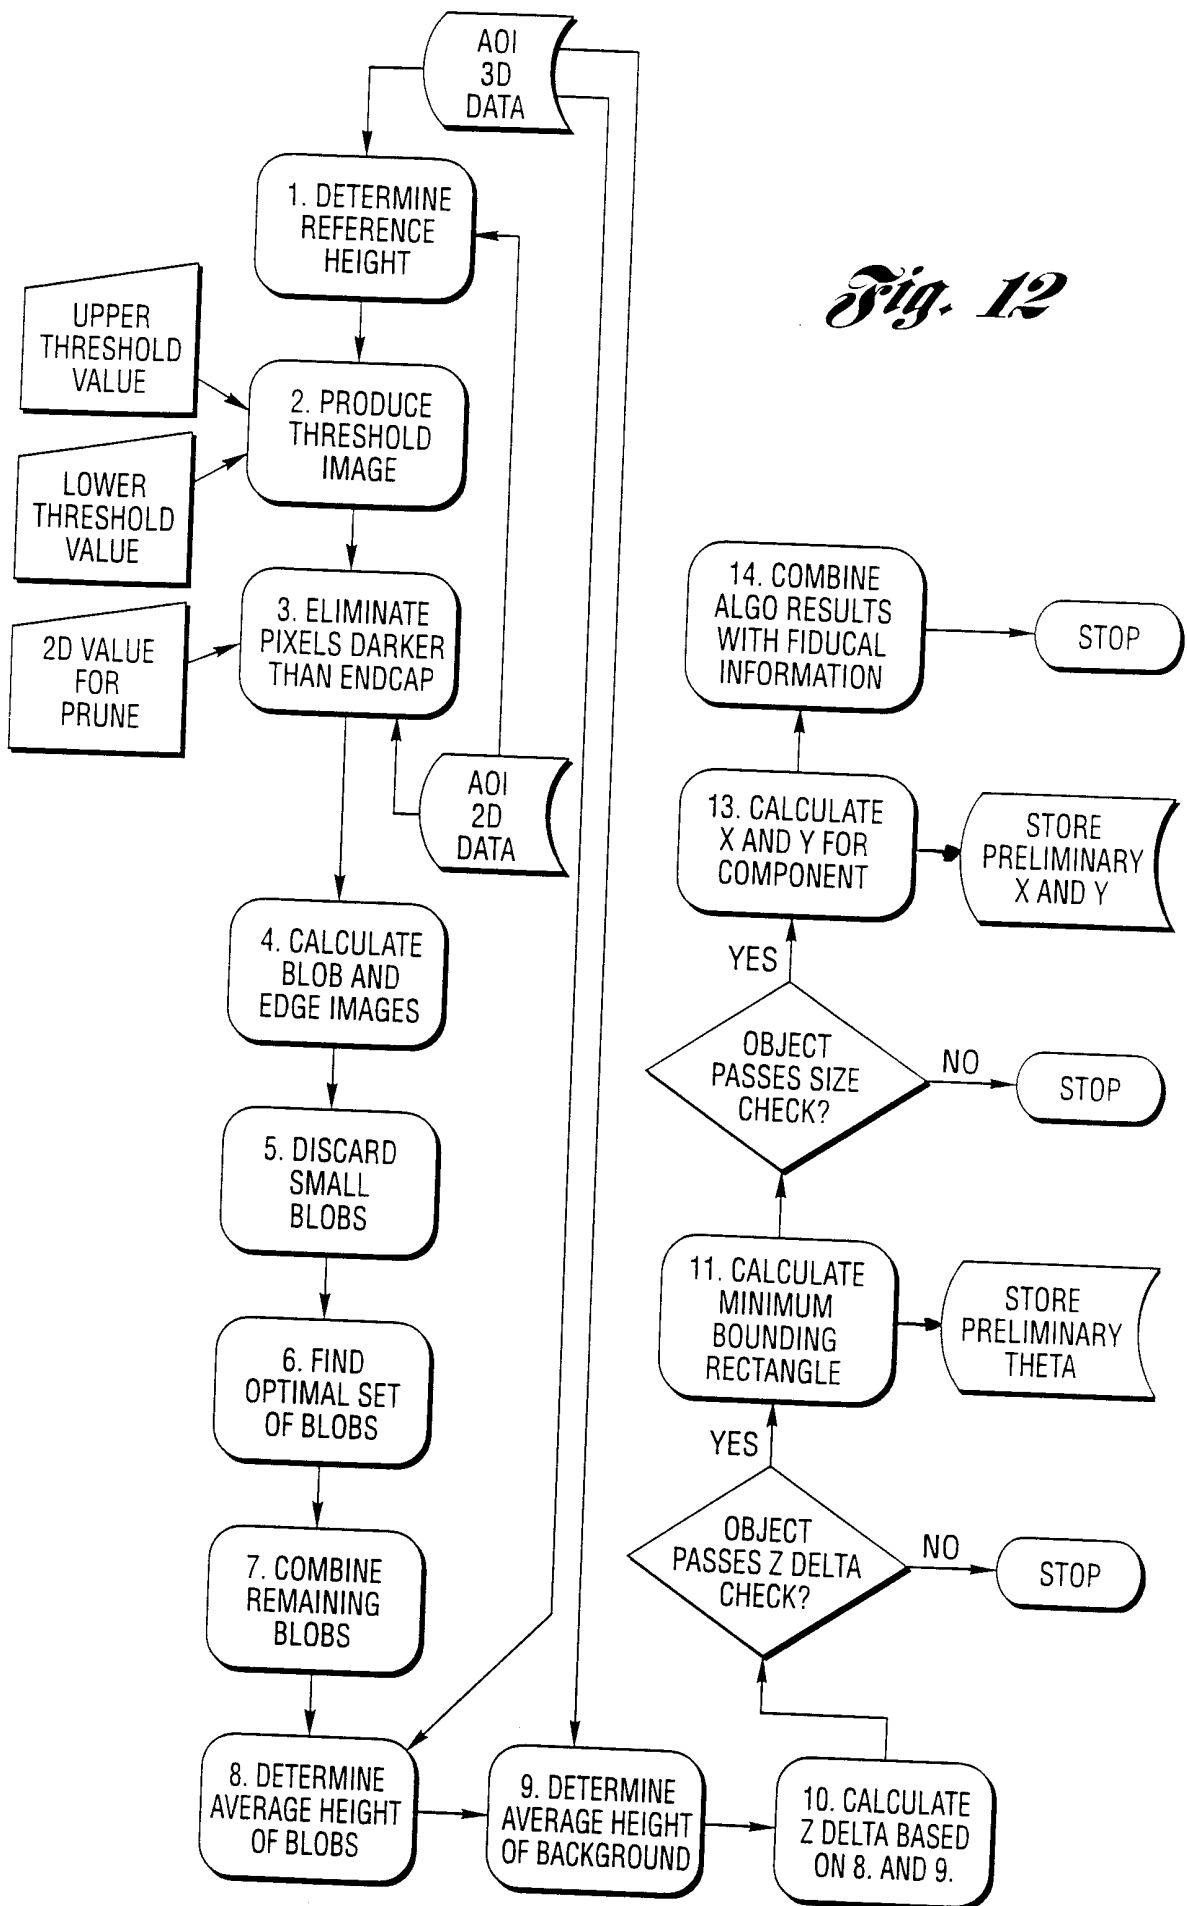 AOI
3D
DATA
1. DETERMINE
REFERENCE
HEIGHT
Fig. 12
UPPER
THRESHOLD
VALUE
2. PRODUCE
THRESHOLD
IMAGE
LOWER
THRESHOLD
VALUE
3. ELIMINATE
PIXELS DARKER
THAN ENDCAP
2D VALUE
FOR
PRUNE
AOI
2D
DATA
4. CALCULATE
BLOB AND
EDGE IMAGES
5. DISCARD
SMALL
BLOBS
6. FIND
OPTIMAL SET
OF BLOBS
7. COMBINE
REMAINING
BLOBS
8. DETERMINE
AVERAGE HEIGHT
OF BLOBS
9. DETERMINE
AVERAGE HEIGHT
OF BACKGROUND
10. CALCULATE
Z DELTA BASED
ON 8. AND 9.
OBJECT
PASSES Z DELTA
CHECK?
NO
STOP
YES
11. CALCULATE
MINIMUM
BOUNDING
RECTANGLE
STORE
PRELIMINARY
THETA
OBJECT
PASSES SIZE
CHECK?
NO
STOP
YES
13. CALCULATE
X AND Y FOR
COMPONENT
STORE
PRELIMINARY
X AND Y
14. COMBINE
ALGO RESULTS
WITH FIDUCAL
INFORMATION
STOP